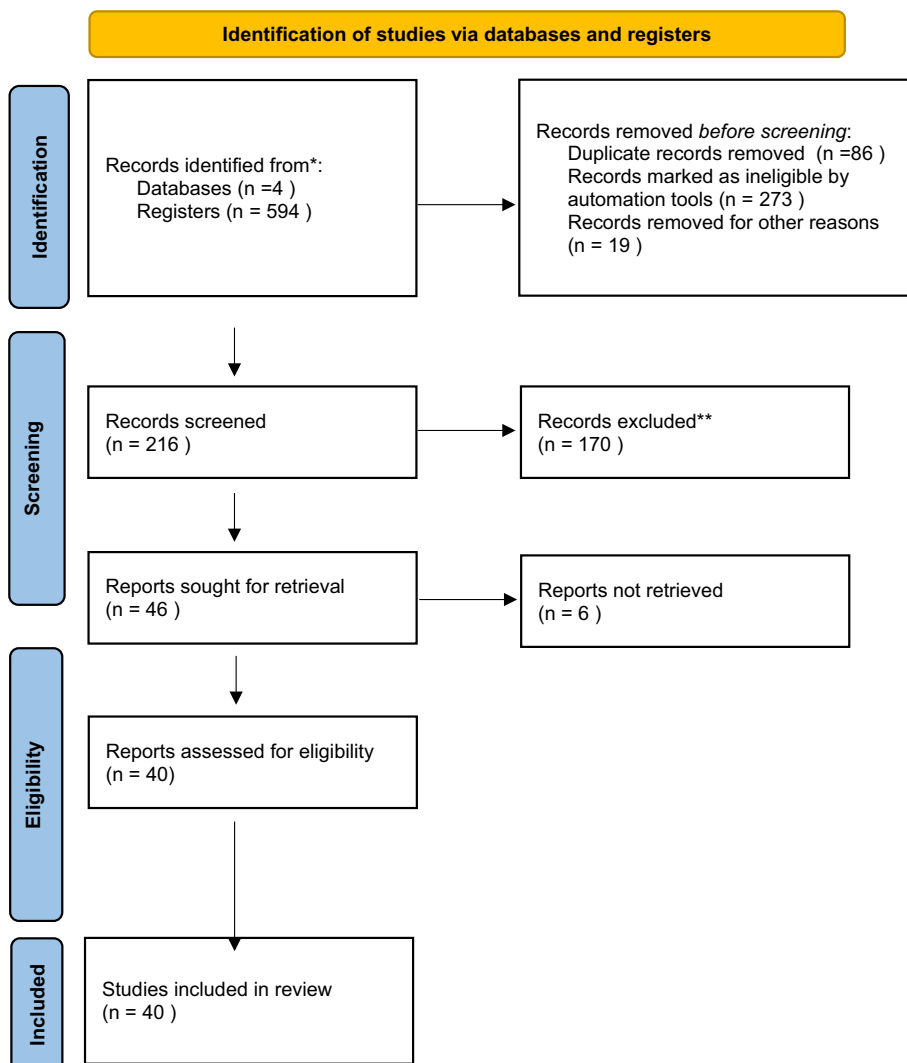 Identification of studies via databases and registers
Identification
Records identified from*:
Databases (n =4 )
Registers (n = 594 )
Records removed before screening:
Duplicate records removed  (n =86 )
Records marked as ineligible by
automation tools (n = 273 )
Records removed for other reasons
(n = 19 )
Screening
Records screened
(n = 216 )
Records excluded**
(n = 170 )
Reports sought for retrieval
(n = 46 )
Reports not retrieved
(n = 6 )
Eligibility
Reports assessed for eligibility
(n = 40)
Included
Studies included in review
(n = 40 )